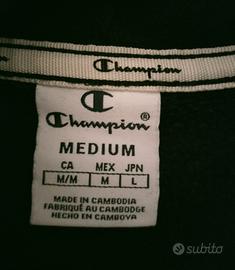 Champion
Champion®
MEDIUM
CA MEX JPN
M/M M L
MADE IN CAMBODIA
FABRIQUÉ AU CAMBODGE
HECHO EN CAMBOYA
subito